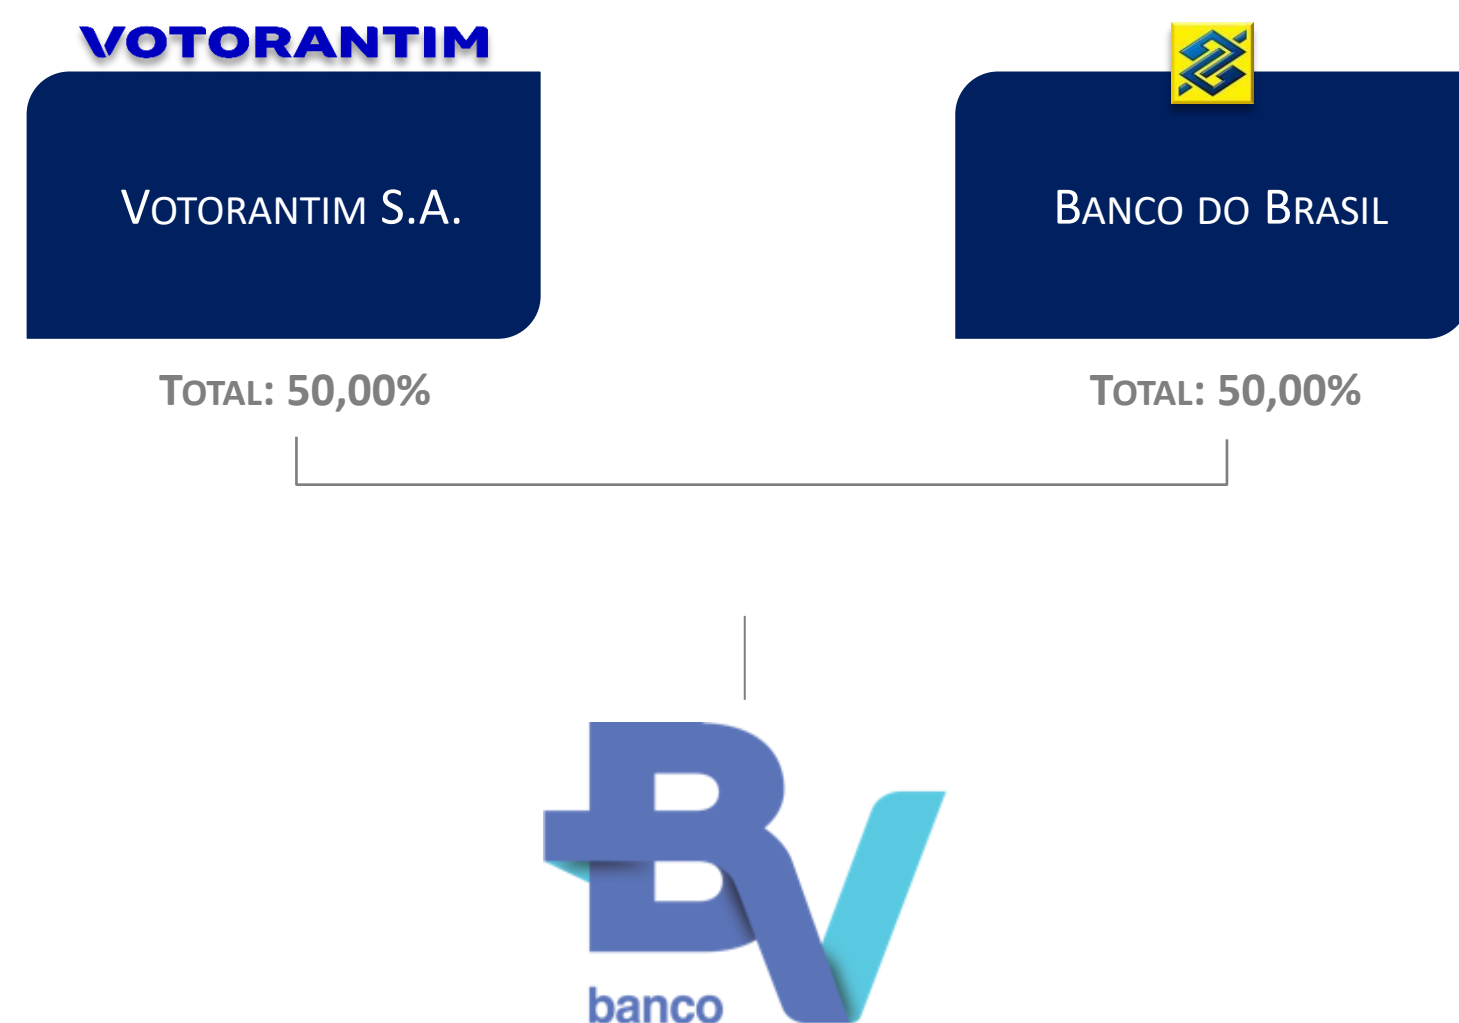 VOTORANTIM
VOTORANTIM S.A.
BANCO DO BRASIL
TOTAL: 50,00%
TOTAL: 50,00%
BV
banco